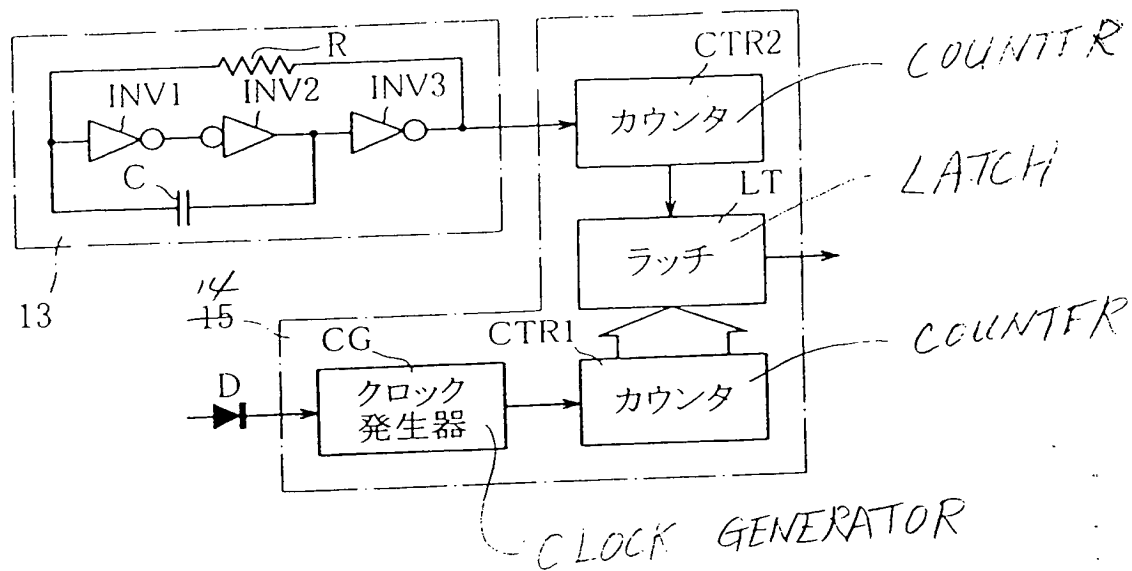 R
CTR2
COUNTER
INV1
INV2
INV3
カウンタ
C
LT
LATCH
ラッチ
13
14
15
CG
CTR1
COUNTER
D
クロック
発生器
カウンタ
CLOCK GENERATOR